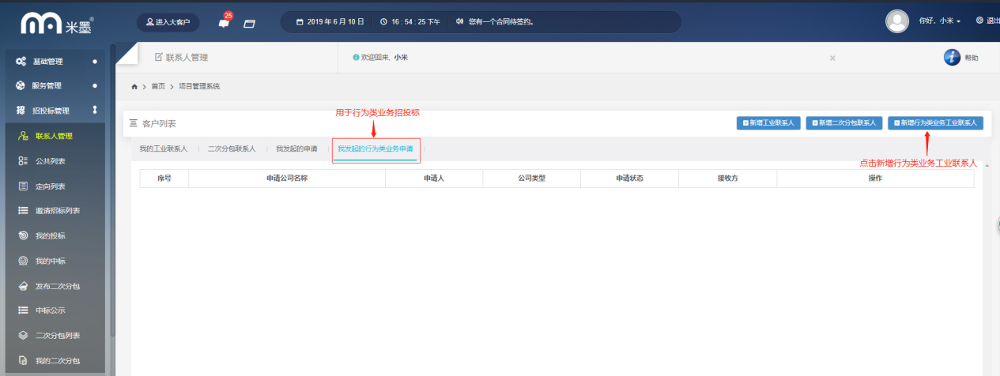 米墨®
进入大客户
25
2019 年 6 月 10 日
16 : 54 : 25 下午
您有一个合同待签约。
你好，小米
退出
基础管理
服务管理
招投标管理
联系人管理
公共列表
定向列表
邀请招标列表
我的投标
我的中标
发布二次分包
中标公示
二次分包列表
我的二次分包
联系人管理
欢迎回来, 小米
×
帮助
首页
项目管理系统
用于行为类业务招投标
客户列表
新增工业联系人
新增二次分包联系人
新增行为类业务工业联系人
我的工业联系人
二次分包联系人
我发起的申请
我发起的行为类业务申请
点击新增行为类业务工业联系人
序号
申请公司名称
申请人
公司类型
申请状态
接收方
操作